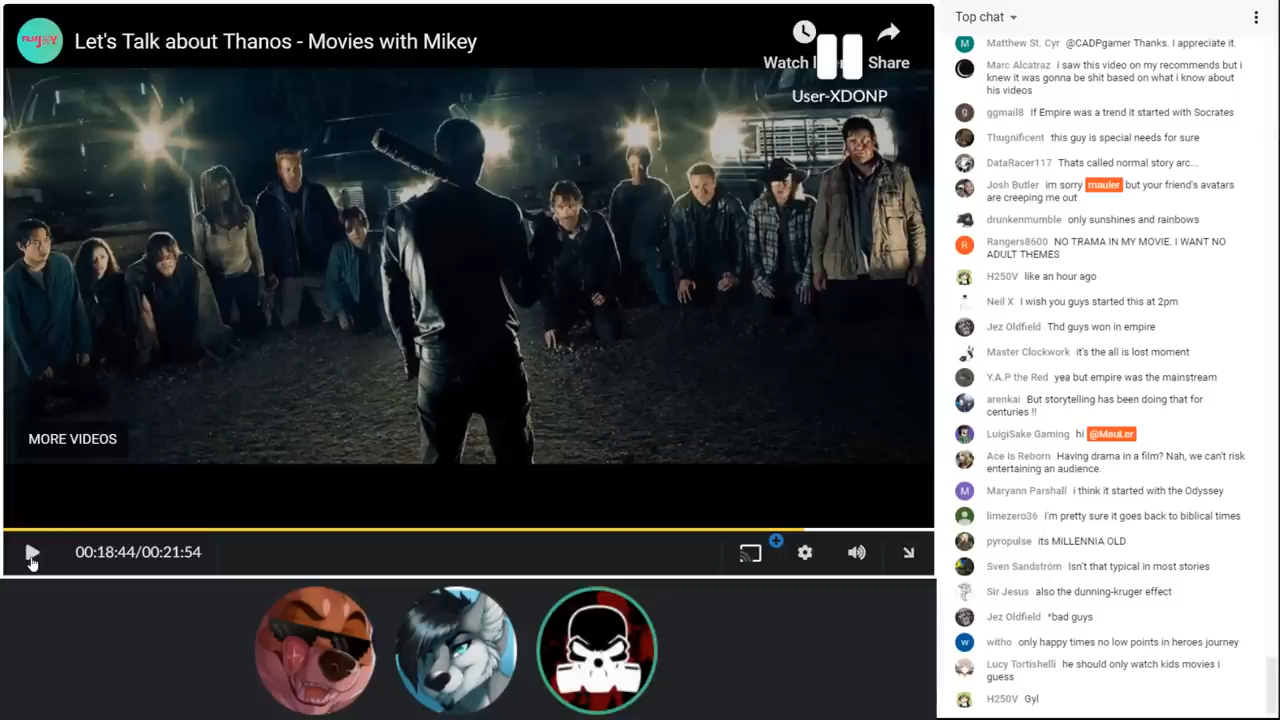 FILMJOY
Let's Talk about Thanos - Movies with Mikey
Watch l
Share
User-XDONP
MORE VIDEOS
00:18:44/00:21:54
Top chat
M Matthew St. Cyr @CADPgamer Thanks. I appreciate it.
Marc Alcatraz i saw this video on my recommends but i
knew it was gonna be shit based on what i know about
his videos
g ggmail8 If Empire was a trend it started with Socrates
Thugnificent this guy is special needs for sure
DataRacer117 Thats called normal story arc...
Josh Butler im sorry mauler but your friend's avatars
are creeping me out
drunkenmumble only sunshines and rainbows
R Rangers8600 NO TRAMA IN MY MOVIE. I WANT NO
ADULT THEMES
H250V like an hour ago
Neil X I wish you guys started this at 2pm
Jez Oldfield Thd guys won in empire
Master Clockwork it's the all is lost moment
Y.A.P the Red yea but empire was the mainstream
arenkai But storytelling has been doing that for
centuries !!
LuigiSake Gaming hi @MauLer
Ace Is Reborn Having drama in a film? Nah, we can't risk
entertaining an audience.
M Maryann Parshall i think it started with the Odyssey
limezero36 I'm pretty sure it goes back to biblical times
pyropulse its MILLENNIA OLD
Sven Sandström Isn't that typical in most stories
Sir Jesus also the dunning-kruger effect
Jez Oldfield *bad guys
w witho only happy times no low points in heroes journey
Lucy Tortishelli he should only watch kids movies i
guess
H250V Gyl